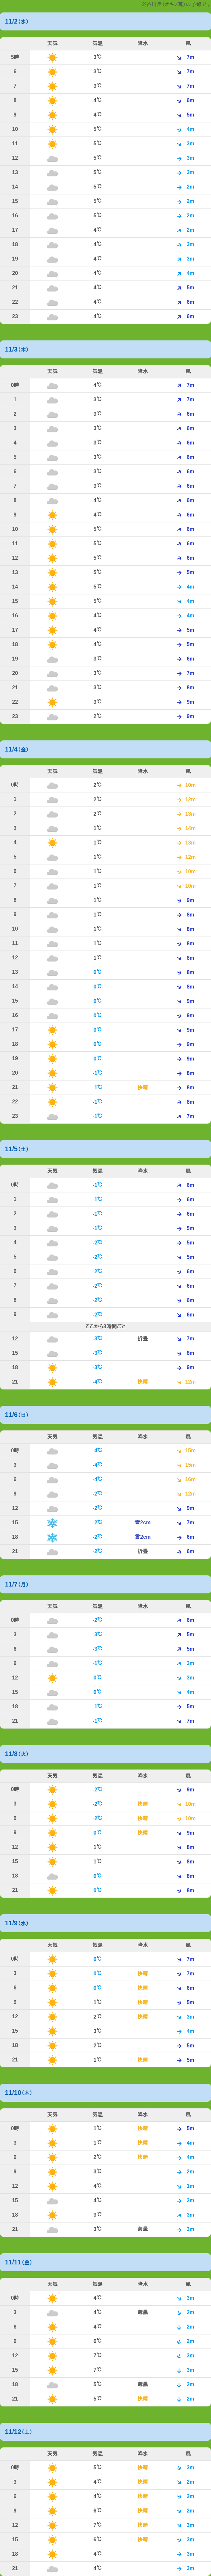 11/2(水)
天気 気温 降水 風
5時 3℃ 7m
6 3℃ 7m
7 3℃ 7m
8 4℃ 6m
9 4℃ 5m
10 5℃ 4m
11 5℃ 3m
12 5℃ 3m
13 5℃ 3m
14 5℃ 2m
15 5℃ 2m
16 5℃ 2m
17 4℃ 2m
18 4℃ 3m
19 4℃ 3m
20 4℃ 4m
21 4℃ 5m
22 4℃ 6m
23 4℃ 6m
11/3(木)
天気 気温 降水 風
0時 4℃ 7m
1 3℃ 7m
2 3℃ 6m
3 3℃ 6m
4 3℃ 6m
5 3℃ 6m
6 3℃ 6m
7 3℃ 6m
8 4℃ 6m
9 4℃ 6m
10 5℃ 6m
11 5℃ 6m
12 5℃ 6m
13 5℃ 5m
14 5℃ 4m
15 5℃ 4m
16 4℃ 4m
17 4℃ 5m
18 4℃ 5m
19 3℃ 6m
20 3℃ 7m
21 3℃ 8m
22 3℃ 9m
23 2℃ 9m
11/4(金)
天気 気温 降水 風
0時 2℃ 10m
1 2℃ 12m
2 2℃ 13m
3 1℃ 14m
4 1℃ 13m
5 1℃ 12m
6 1℃ 10m
7 1℃ 10m
8 1℃ 9m
9 1℃ 8m
10 1℃ 8m
11 1℃ 8m
12 1℃ 8m
13 0℃ 8m
14 0℃ 8m
15 0℃ 9m
16 0℃ 9m
17 0℃ 9m
18 0℃ 9m
19 0℃ 9m
20 -1℃ 8m
21 -1℃ 快晴 8m
22 -1℃ 8m
23 -1℃ 7m
11/5(土)
天気 気温 降水 風
0時 -1℃ 6m
1 -1℃ 6m
2 -1℃ 6m
3 -1℃ 5m
4 -2℃ 5m
5 -2℃ 5m
6 -2℃ 6m
7 -2℃ 6m
8 -2℃ 6m
9 -2℃ 6m
ここから3時間ごと
12 -3℃ 折曇 7m
15 -3℃ 8m
18 -3℃ 9m
21 -4℃ 快晴 12m
11/6(日)
天気 気温 降水 風
0時 -4℃ 15m
3 -4℃ 15m
6 -4℃ 16m
9 -2℃ 12m
12 -2℃ 9m
15 -2℃ 雪2cm 7m
18 -2℃ 雪2cm 6m
21 -2℃ 折曇 6m
11/7(月)
天気 気温 降水 風
0時 -2℃ 6m
3 -3℃ 5m
6 -3℃ 5m
9 -1℃ 3m
12 0℃ 3m
15 0℃ 4m
18 -1℃ 5m
21 -1℃ 7m
11/8(火)
天気 気温 降水 風
0時 -2℃ 9m
3 -2℃ 快晴 10m
6 -2℃ 快晴 10m
9 0℃ 快晴 9m
12 1℃ 8m
15 1℃ 8m
18 0℃ 8m
21 0℃ 8m
11/9(水)
天気 気温 降水 風
0時 0℃ 7m
3 0℃ 快晴 7m
6 0℃ 快晴 6m
9 1℃ 快晴 5m
12 2℃ 快晴 3m
15 3℃ 4m
18 2℃ 5m
21 1℃ 快晴 5m
11/10(木)
天気 気温 降水 風
0時 1℃ 快晴 5m
3 1℃ 快晴 4m
6 2℃ 快晴 4m
9 3℃ 2m
12 4℃ 1m
15 4℃ 2m
18 3℃ 3m
21 3℃ 薄曇 3m
11/11(金)
天気 気温 降水 風
0時 4℃ 3m
3 4℃ 薄曇 2m
6 4℃ 2m
9 6℃ 2m
12 7℃ 3m
15 7℃ 3m
18 5℃ 薄曇 2m
21 5℃ 快晴 2m
11/12(土)
天気 気温 降水 風
0時 5℃ 快晴 3m
3 4℃ 快晴 2m
6 4℃ 快晴 2m
9 6℃ 快晴 2m
12 7℃ 快晴 3m
15 6℃ 快晴 3m
18 4℃ 3m
21 4℃ 3m